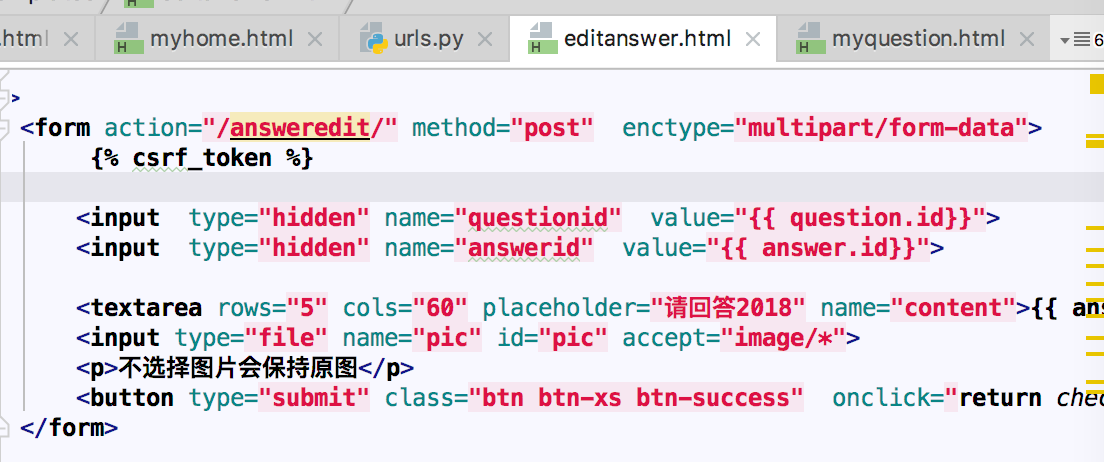 .html myhome.html urls.py editanswer.html myquestion.html 6
>
<form action="/answeredit/" method="post" enctype="multipart/form-data">
{% csrf_token %}
<input type="hidden" name="questionid" value="{{ question.id}}">
<input type="hidden" name="answerid" value="{{ answer.id}}">
<textarea rows="5" cols="60" placeholder="请回答2018" name="content">{{ ans
<input type="file" name="pic" id="pic" accept="image/*">
<p>不选择图片会保持原图</p>
<button type="submit" class="btn btn-xs btn-success" onclick="return chec
</form>